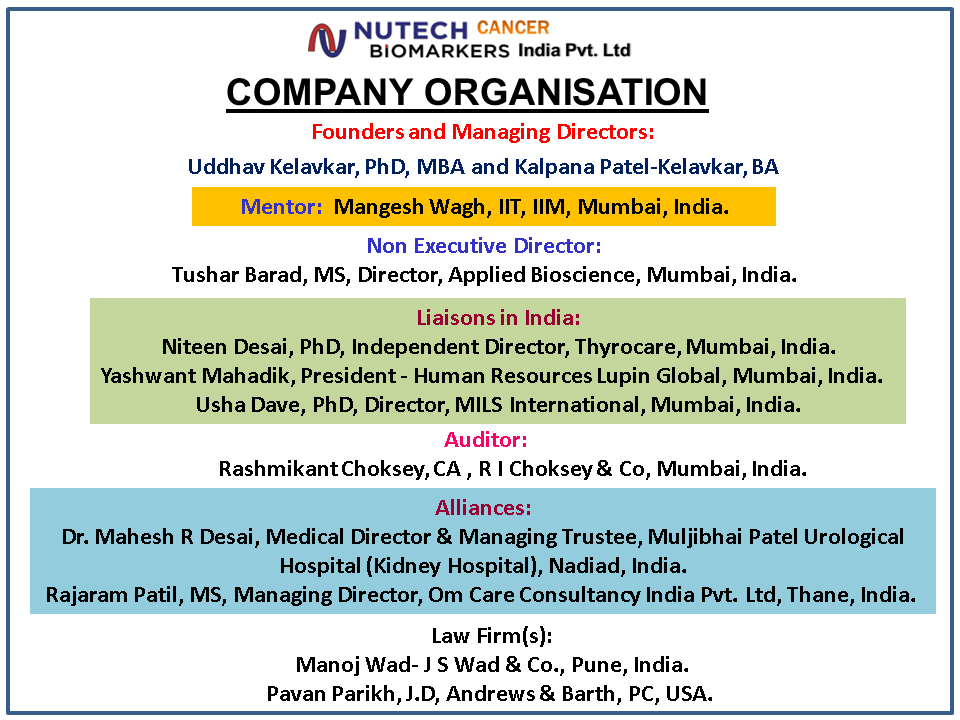 NUTECH CANCER
BIOMARKERS India Pvt. Ltd
COMPANY ORGANISATION
Founders and Managing Directors:
Uddhav Kelavkar, PhD, MBA and Kalpana Patel-Kelavkar, BA
Mentor: Mangesh Wagh, IIT, IIM, Mumbai, India.
Non Executive Director:
Tushar Barad, MS, Director, Applied Bioscience, Mumbai, India.
Liaisons in India:
Niteen Desai, PhD, Independent Director, Thyrocare, Mumbai, India.
Yashwant Mahadik, President - Human Resources Lupin Global, Mumbai, India.
Usha Dave, PhD, Director, MILS International, Mumbai, India.
Auditor:
Rashmikant Choksey, CA , R I Choksey & Co, Mumbai, India.
Alliances:
Dr. Mahesh R Desai, Medical Director & Managing Trustee, Muljibhai Patel Urological
Hospital (Kidney Hospital), Nadiad, India.
Rajaram Patil, MS, Managing Director, Om Care Consultancy India Pvt. Ltd, Thane, India.
Law Firm(s):
Manoj Wad- J S Wad & Co., Pune, India.
Pavan Parikh, J.D, Andrews & Barth, PC, USA.